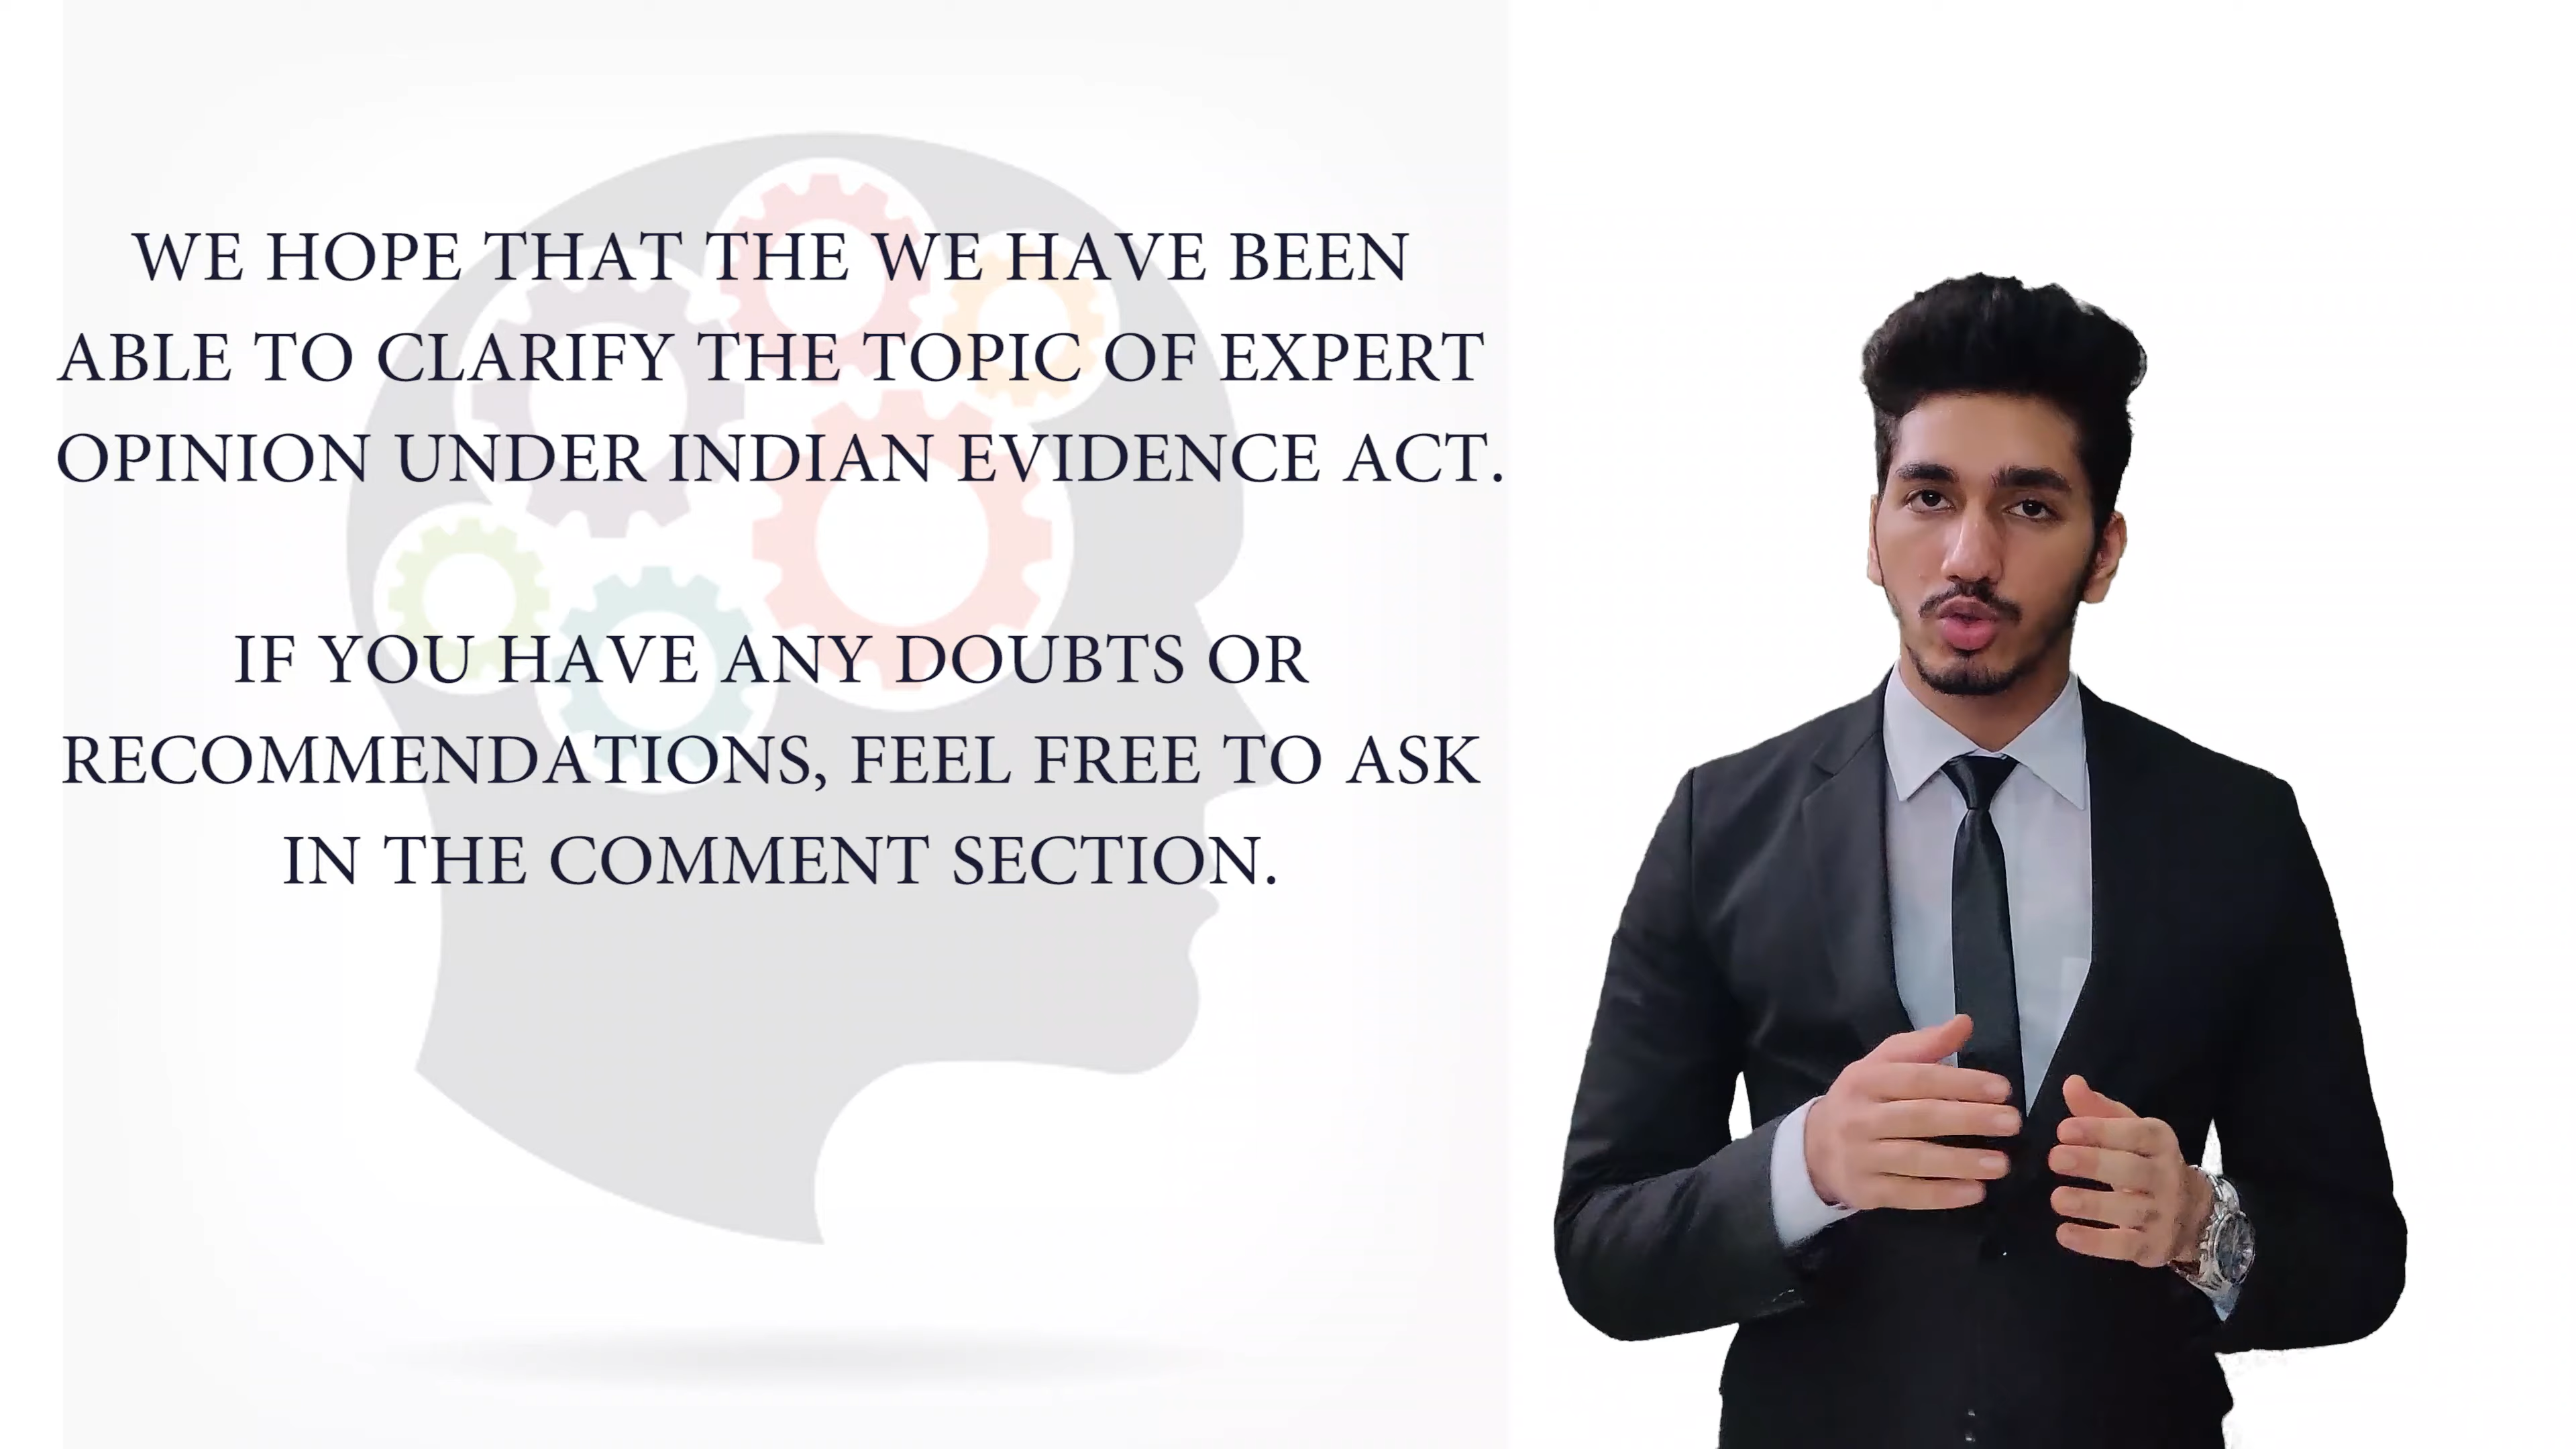 WE HOPE THAT THE WE HAVE BEEN
ABLE TO CLARIFY THE TOPIC OF EXPERT
OPINION UNDER INDIAN EVIDENCE ACT.
IF YOU HAVE ANY DOUBTS OR
RECOMMENDATIONS, FEEL FREE TO ASK
IN THE COMMENT SECTION.